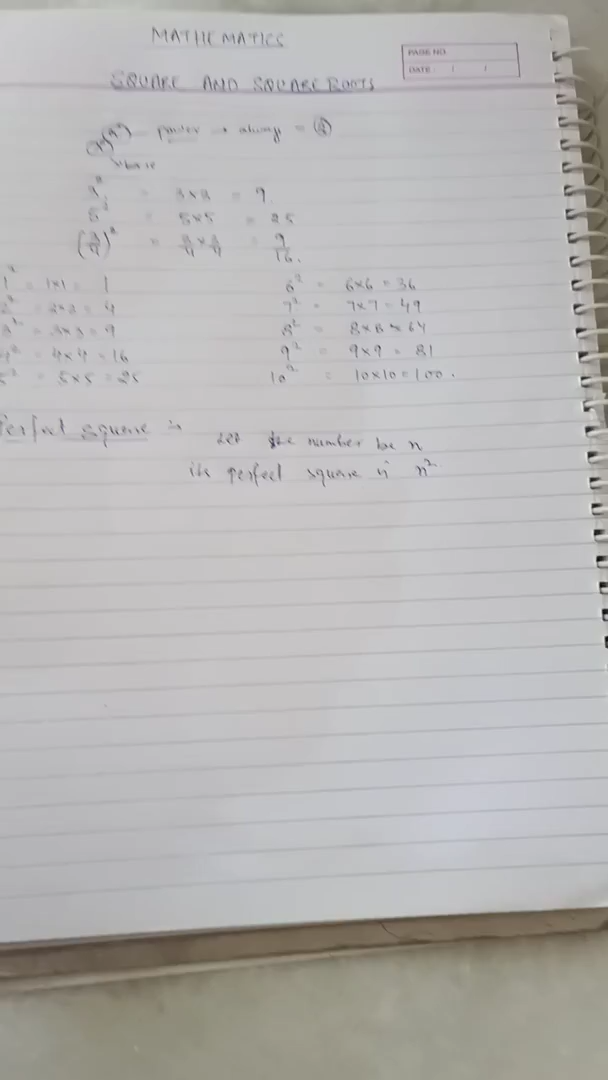 MATHEMATICS
PAGE NO.
DATE: / /
SQUARE AND SQUARE ROOTS
power → always = 2
base
3² = 3×3 = 9.
5² = 5×5 = 25
(3/4)² = 3/4 × 3/4 = 9/16.
1² = 1×1 = 1
2² = 2×2 = 4
3² = 3×3 = 9
4² = 4×4 = 16
5² = 5×5 = 25
6² = 6×6 = 36
7² = 7×7 = 49
8² = 8×8 × 64
9² = 9×9 = 81
10² = 10×10 = 100.
Perfect square :-
Let the number be n
its perfect square is n²